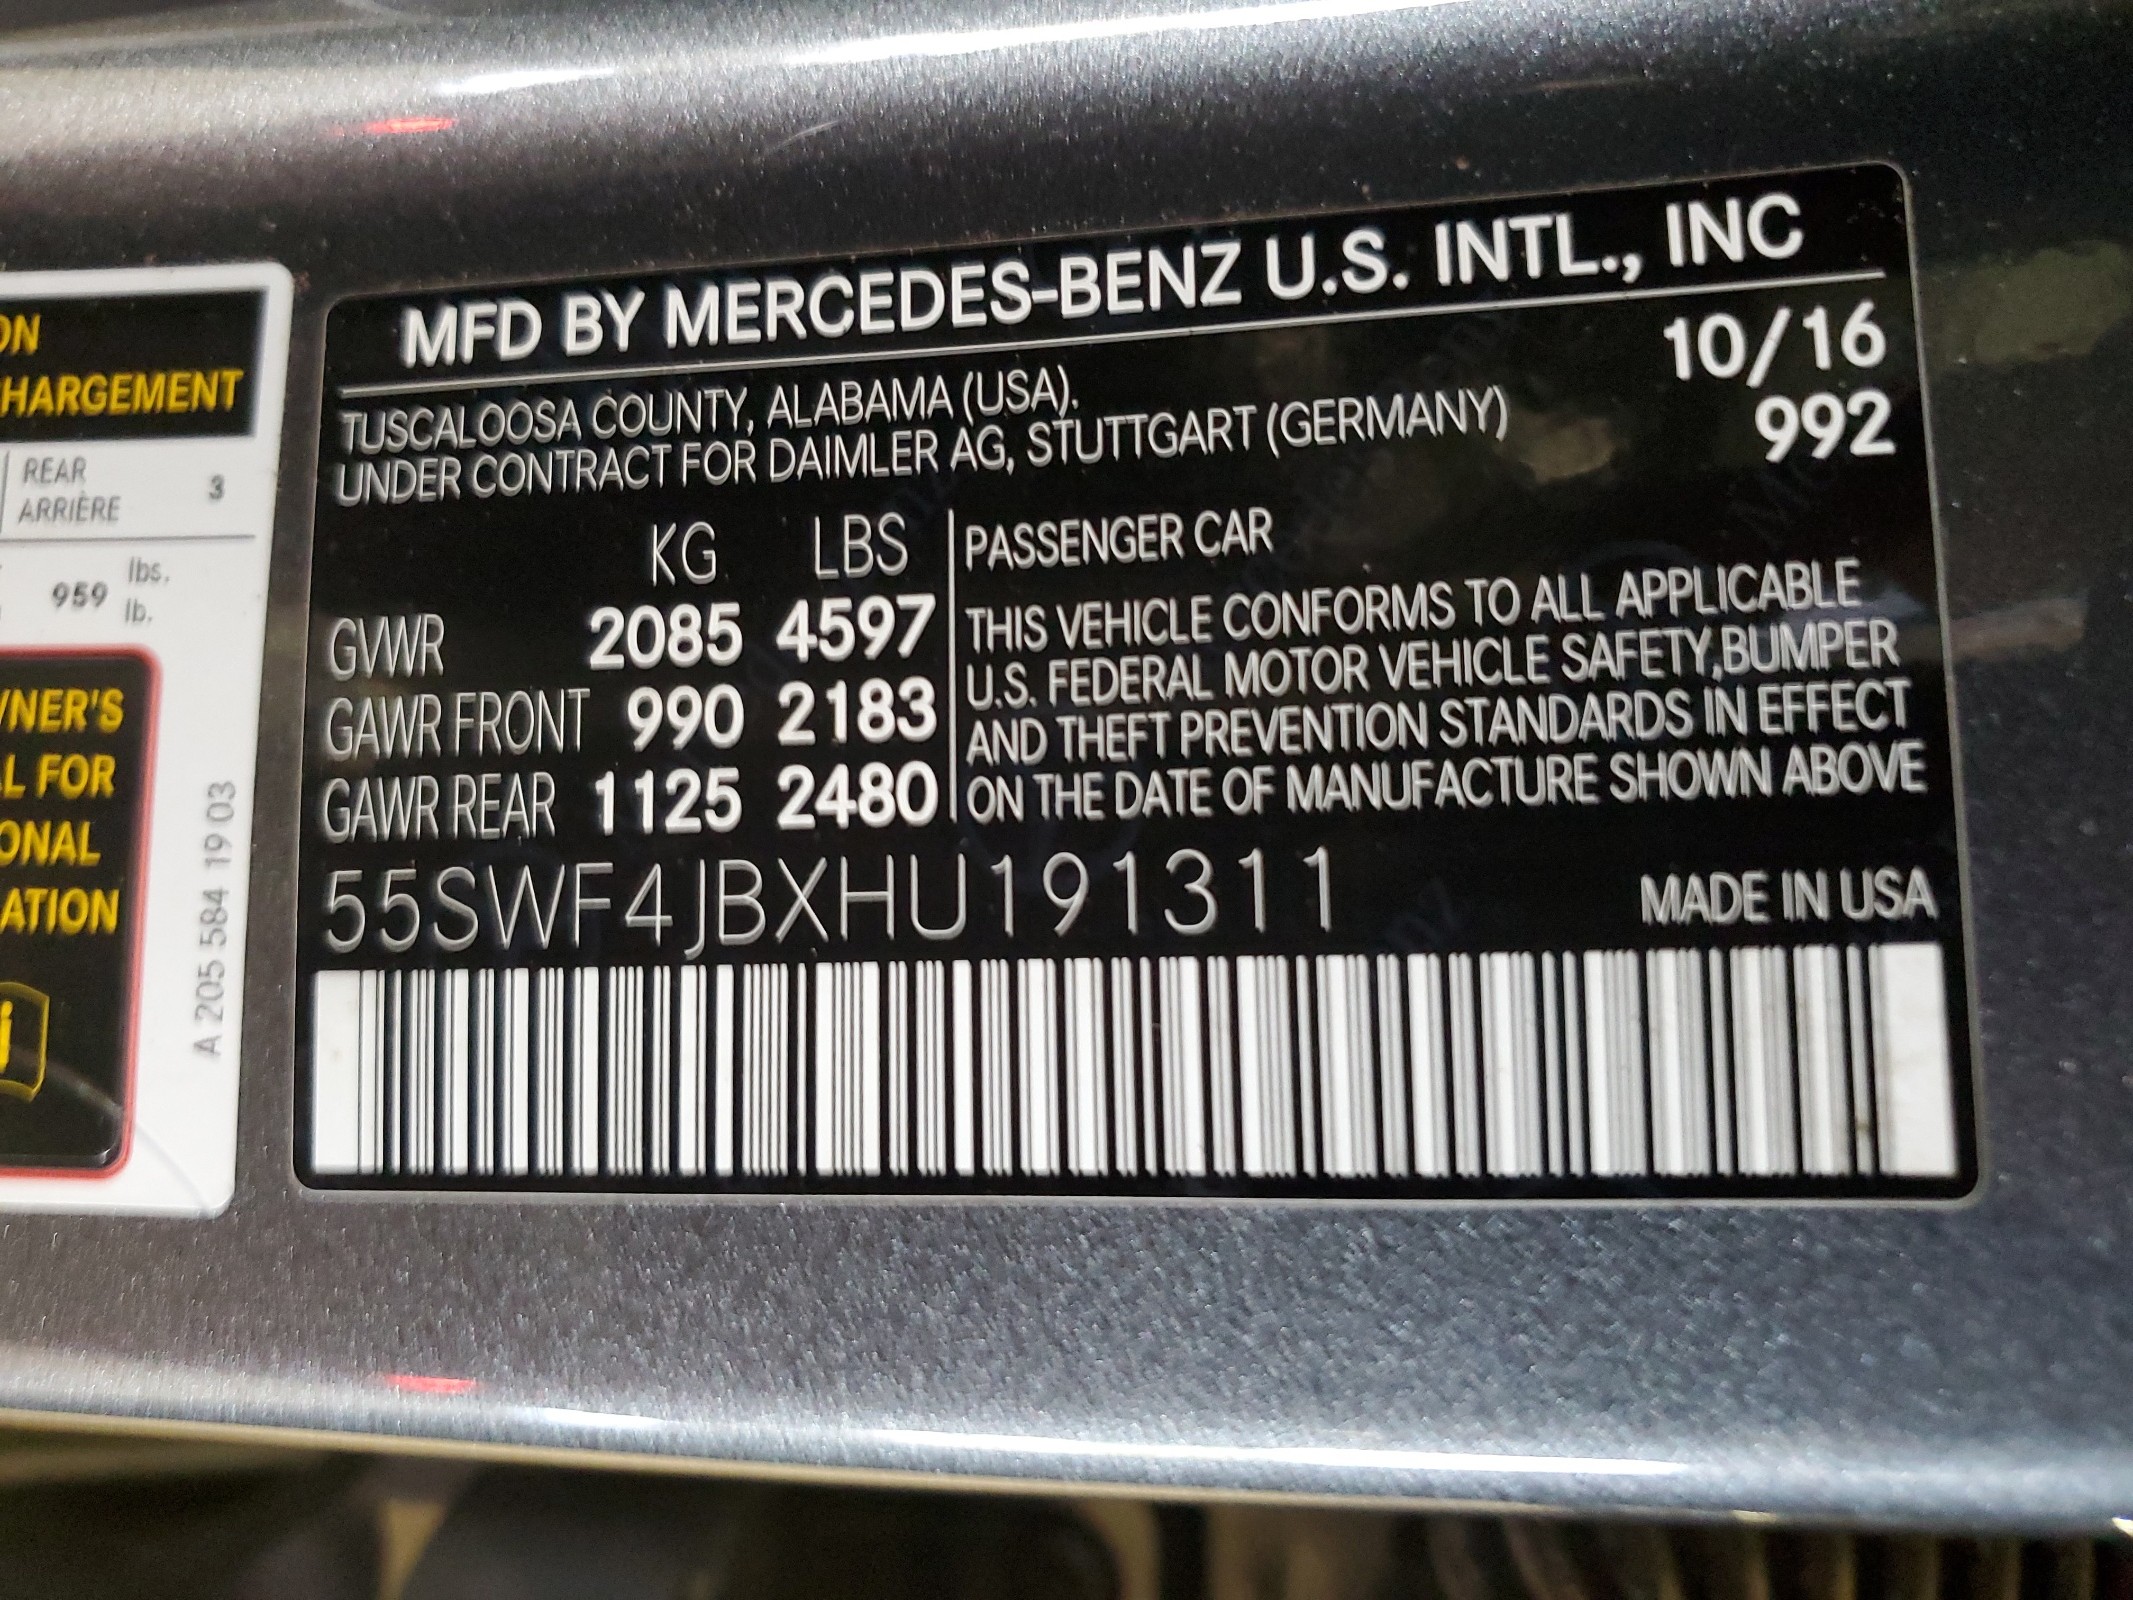 ON
HARGEMENT
REAR
ARRIÈRE 3
959 lbs.
lb.
NER'S
L FOR
ONAL
ATION
i
A 205 584 19 03
MFD BY MERCEDES-BENZ U.S. INTL., INC
10/16
TUSCALOOSA COUNTY, ALABAMA (USA).
UNDER CONTRACT FOR DAIMLER AG, STUTTGART (GERMANY)
992
KG LBS
GVWR 2085 4597
GAWR FRONT 990 2183
GAWR REAR 1125 2480
PASSENGER CAR
THIS VEHICLE CONFORMS TO ALL APPLICABLE
U.S. FEDERAL MOTOR VEHICLE SAFETY,BUMPER
AND THEFT PREVENTION STANDARDS IN EFFECT
ON THE DATE OF MANUFACTURE SHOWN ABOVE
55SWF4JBXHU191311
MADE IN USA